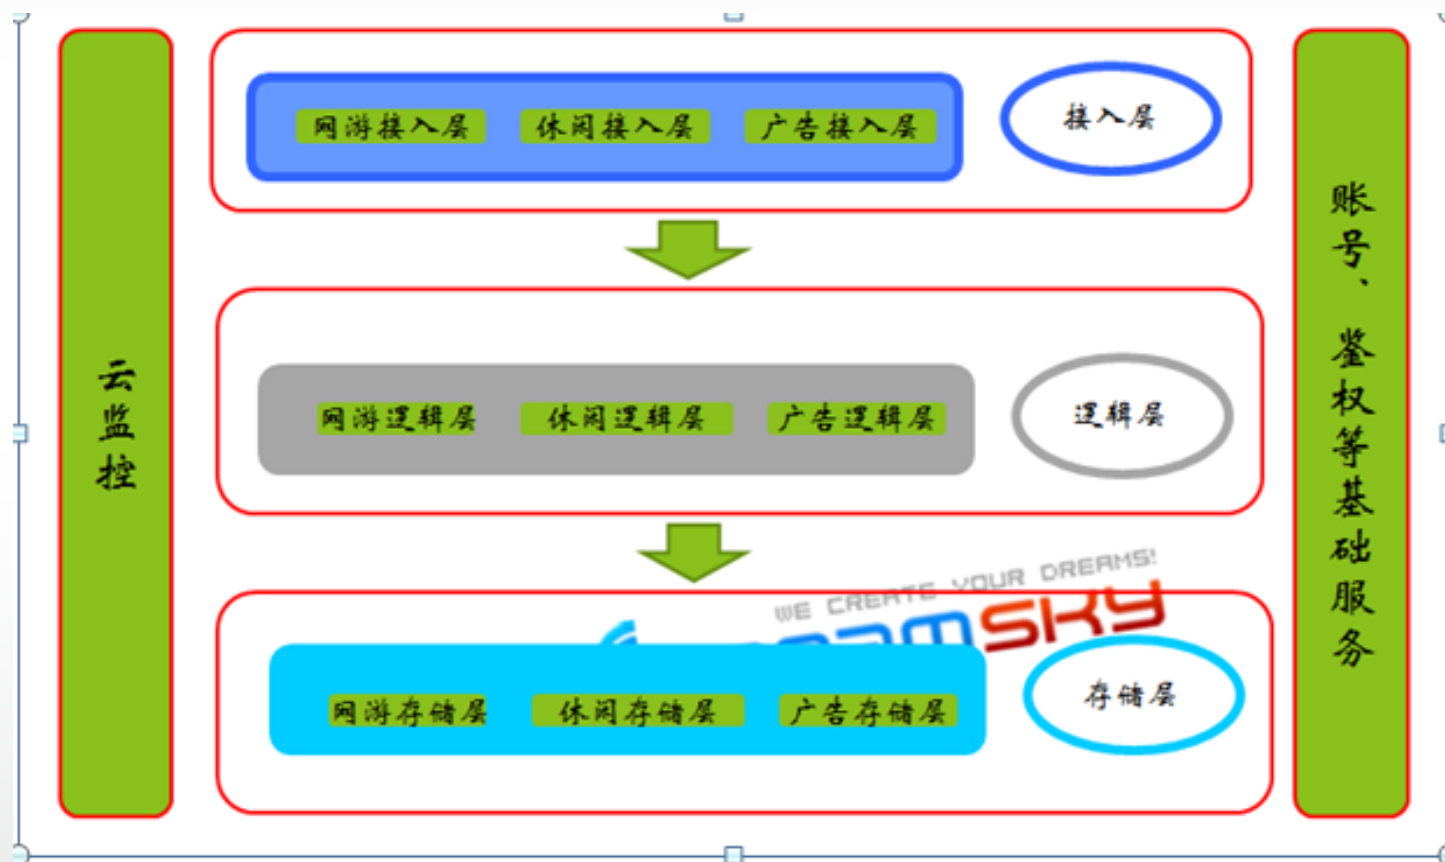 云监控
网游接入层 休闲接入层 广告接入层
接入层
网游逻辑层 休闲逻辑层 广告逻辑层
逻辑层
WE CREATE YOUR DREAMS!
网游存储层 休闲存储层 广告存储层
存储层
账号、鉴权等基础服务